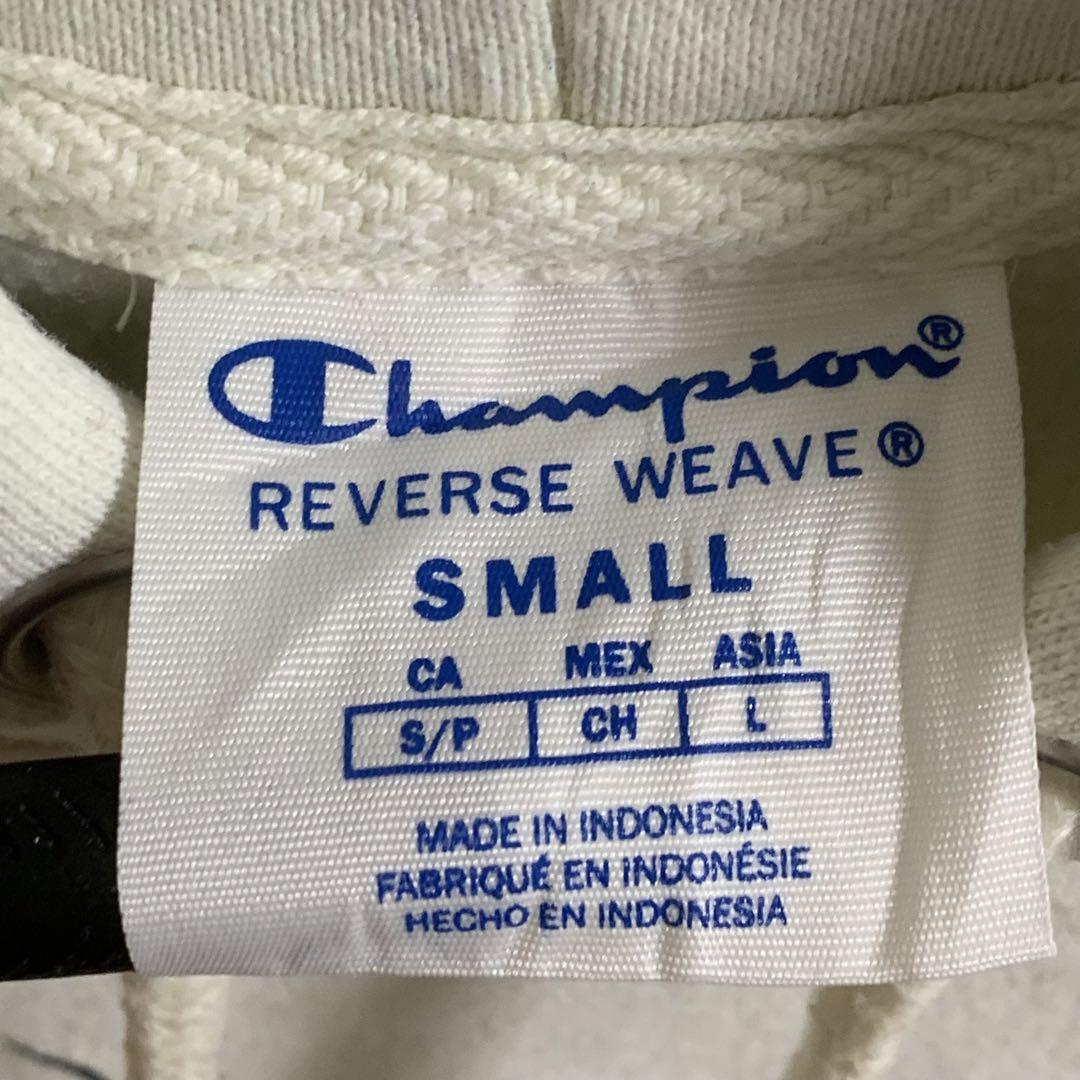 Champion®
REVERSE WEAVE®
SMALL
CA MEX ASIA
S/P CH L
MADE IN INDONESIA
FABRIQUÉ EN INDONÉSIE
HECHO EN INDONESIA